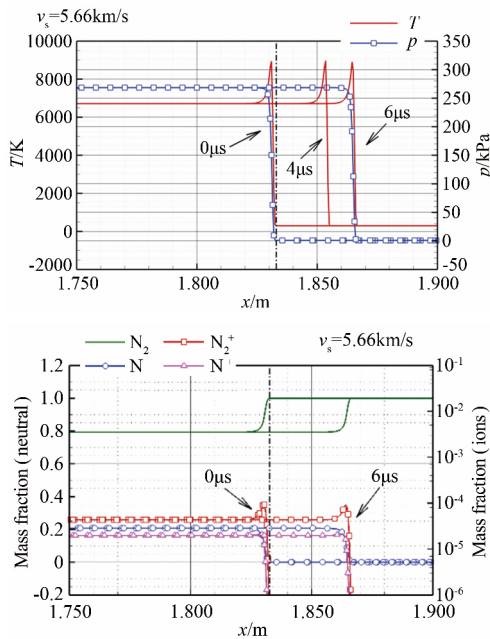 vs=5.66km/s
T
p
10000
8000
6000
4000
2000
0
-2000
T/K
350
300
250
200
150
100
50
0
-50
p/kPa
0μs
4μs
6μs
1.750
1.800
1.850
1.900
x/m
N2
N2+
N
N+
vs=5.66km/s
1.2
1.0
0.8
0.6
0.4
0.2
0
-0.2
Mass fraction (neutral)
10-1
10-2
10-3
10-4
10-5
10-6
Mass fraction (ions)
0μs
6μs
1.750
1.800
1.850
1.900
x/m